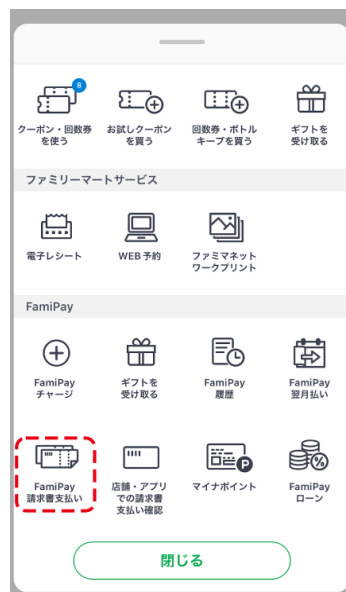 8
クーポン・回数券 お試しクーポン 回数券・ボトル ギフトを
を使う を買う キープを買う 受け取る
ファミリーマートサービス
電子レシート WEB予約 ファミマネット
ワークプリント
FamiPay
FamiPay ギフトを FamiPay FamiPay
チャージ 受け取る 履歴 翌月払い
P
FamiPay 店舗・アプリ マイナポイント FamiPay
請求書支払い での請求書 ローン
支払い確認
閉じる